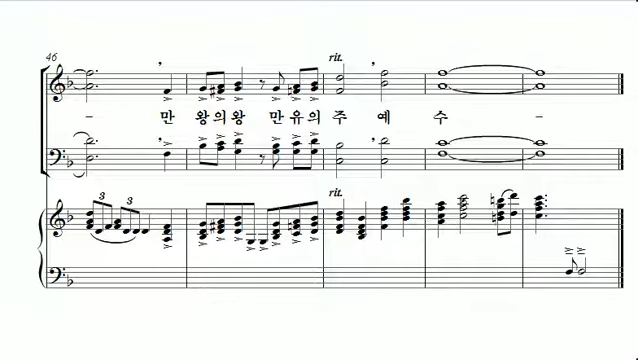 46
rit.
- 만 왕의왕 만유의 주 예 수 -
rit.
3 3